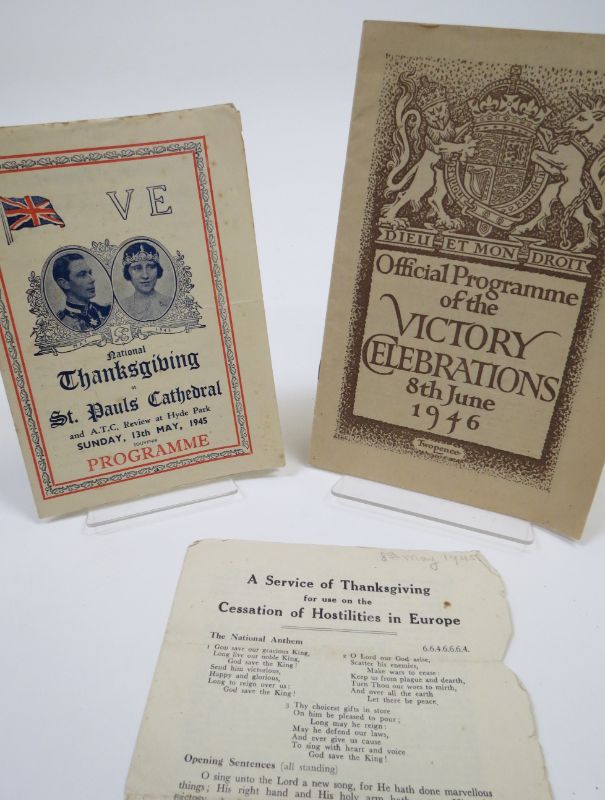 V E
National
Thanksgiving
at
St. Pauls Cathedral
and A.T.C. Review at Hyde Park
SUNDAY, 13th MAY, 1945
SOUVENIR
PROGRAMME
DIEU ET MON DROIT
Official Programme
of the
VICTORY
CELEBRATIONS
8th June
1946
Twopence
8th May 1945
A Service of Thanksgiving
for use on the
Cessation of Hostilities in Europe
The National Anthem
6.6.4.6.6.6.4.
1 God save our gracious King,
Long live our noble King,
God save the King!
Send him victorious,
Happy and glorious,
Long to reign over us:
God save the King!
2 O Lord our God arise,
Scatter his enemies,
Make wars to cease:
Keep us from plague and dearth,
Turn Thou our woes to mirth,
And over all the earth
Let there be peace.
3 Thy choicest gifts in store
On him be pleased to pour;
Long may he reign:
May he defend our laws,
And ever give us cause
To sing with heart and voice
God save the King!
Opening Sentences (all standing)
O sing unto the Lord a new song, for He hath done marvellous
things; His right hand and His holy arm hath